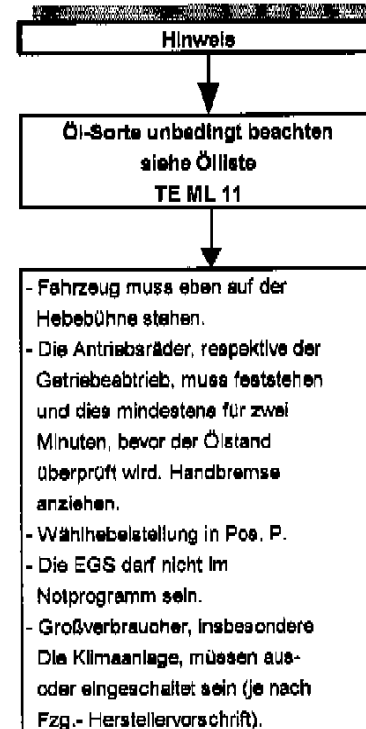 Hinweis
Öl-Sorte unbedingt beachten
siehe Ölliste
TE ML 11
- Fahrzeug muss eben auf der
Hebebühne stehen.
- Die Antriebsräder, respektive der
Getriebeabtrieb, muss feststehen
und dies mindestens für zwei
Minuten, bevor der Ölstand
überprüft wird. Handbremse
anziehen.
- Wählhebelstellung in Pos. P.
- Die EGS darf nicht im
Notprogramm sein.
- Großverbraucher, insbesondere
Die Klimaanlage, müssen aus-
oder eingeschaltet sein (je nach
Fzg.- Herstellervorschrift).